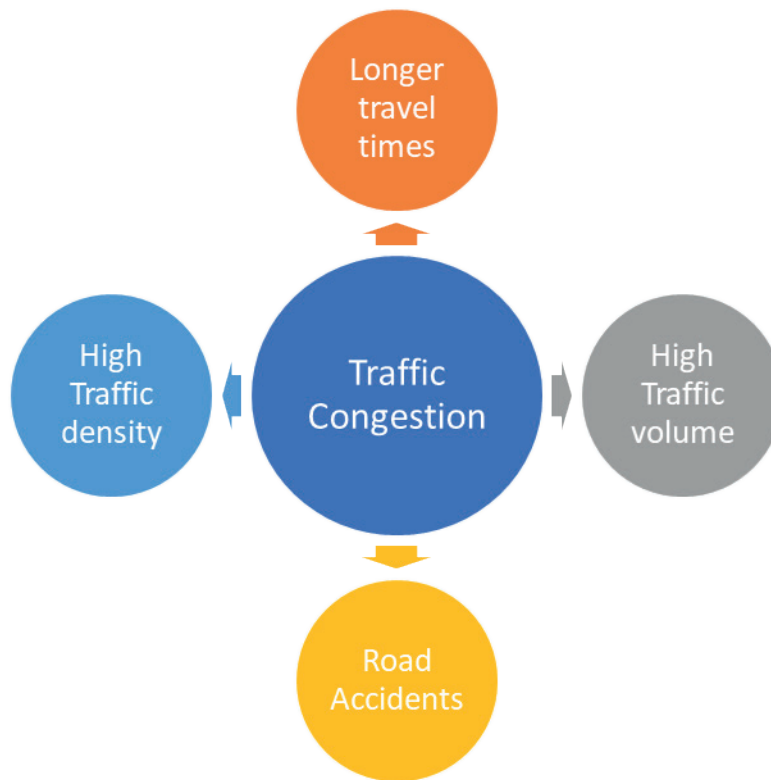 Longer
travel
times
High
Traffic
density
Traffic
Congestion
High
Traffic
volume
Road
Accidents